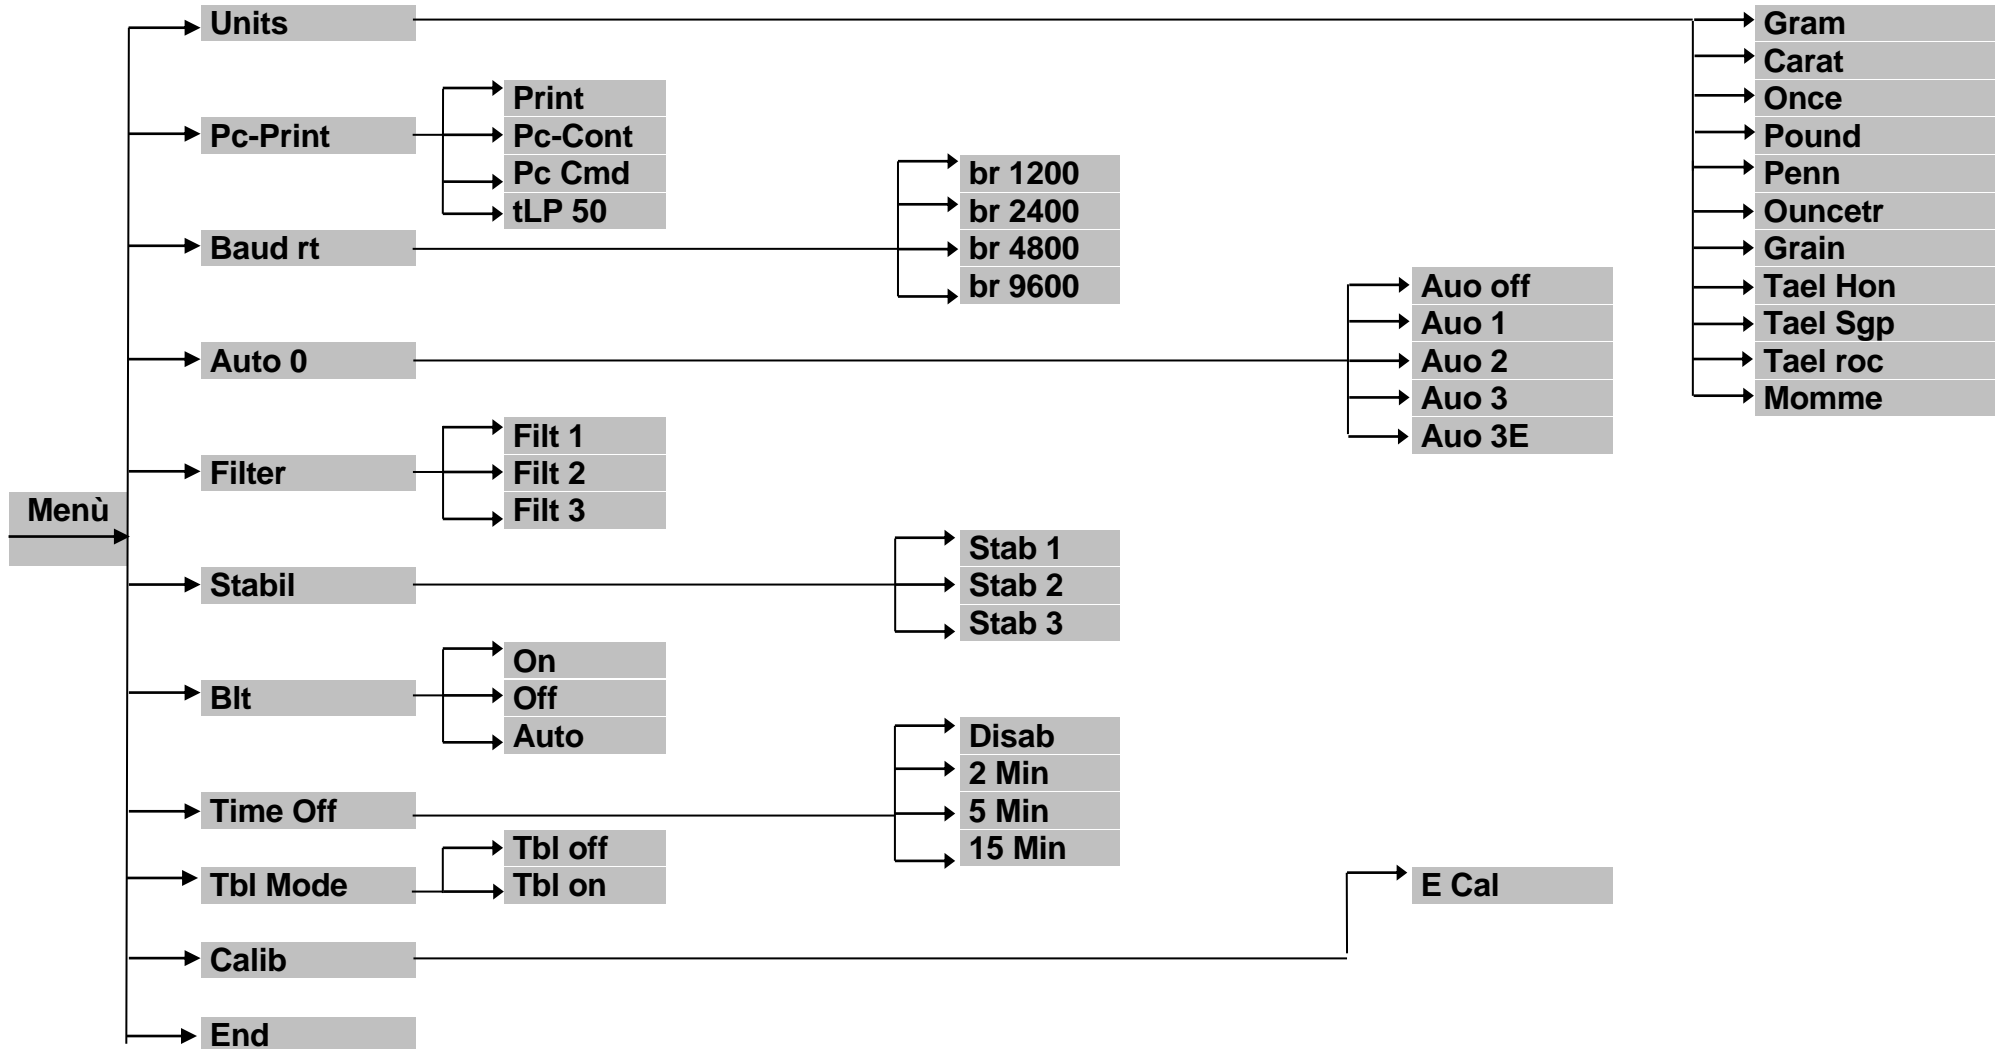 Menù
Units
Gram
Carat
Once
Pound
Penn
Ouncetr
Grain
Tael Hon
Tael Sgp
Tael roc
Momme
Pc-Print
Print
Pc-Cont
Pc Cmd
tLP 50
Baud rt
br 1200
br 2400
br 4800
br 9600
Auto 0
Auo off
Auo 1
Auo 2
Auo 3
Auo 3E
Filter
Filt 1
Filt 2
Filt 3
Stabil
Stab 1
Stab 2
Stab 3
Blt
On
Off
Auto
Time Off
Disab
2 Min
5 Min
15 Min
Tbl Mode
Tbl off
Tbl on
Calib
E Cal
End